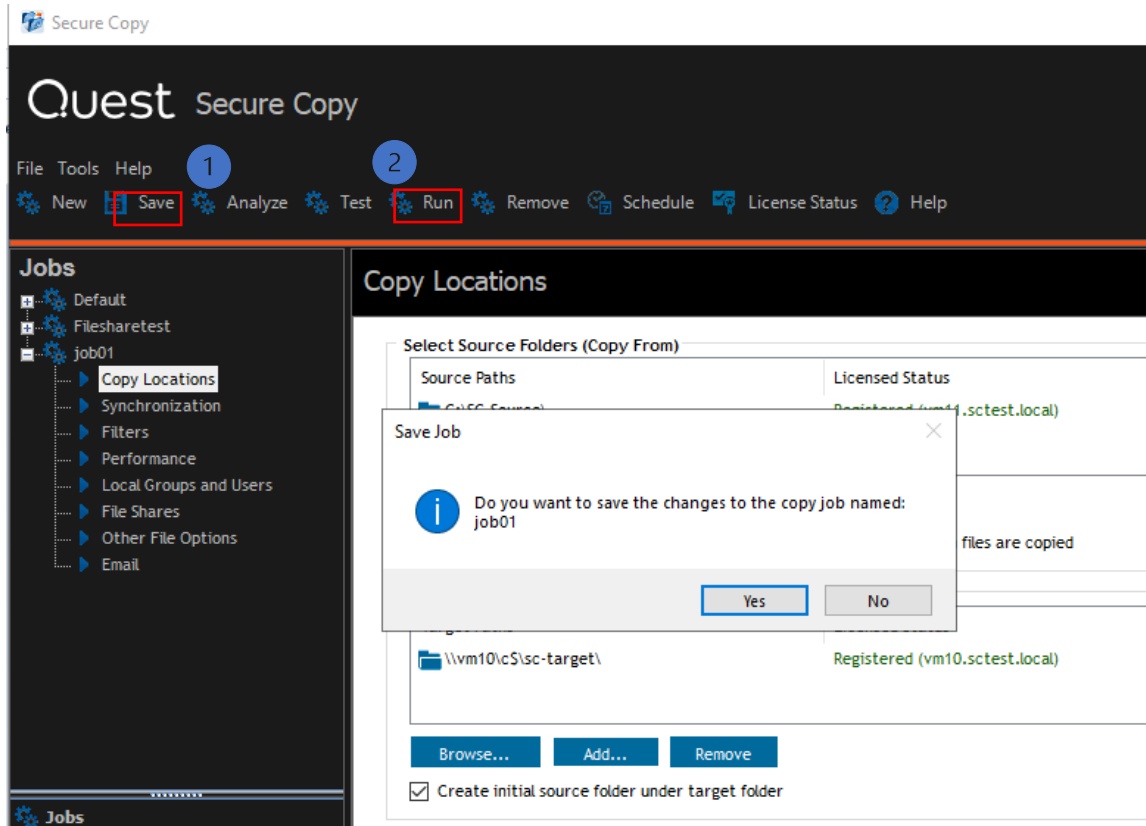 Secure Copy
Quest Secure Copy
File Tools Help
1
2
New Save Analyze Test Run Remove Schedule License Status Help
Jobs
Default
Filesharetest
job01
Copy Locations
Synchronization
Filters
Performance
Local Groups and Users
File Shares
Other File Options
Email
Jobs
Copy Locations
Select Source Folders (Copy From)
Source Paths Licensed Status
Registered (vm11.sctest.local)
Save Job
Do you want to save the changes to the copy job named:
job01
files are copied
Yes No
\\vm10\c$\sc-target\ Registered (vm10.sctest.local)
Browse... Add... Remove
Create initial source folder under target folder